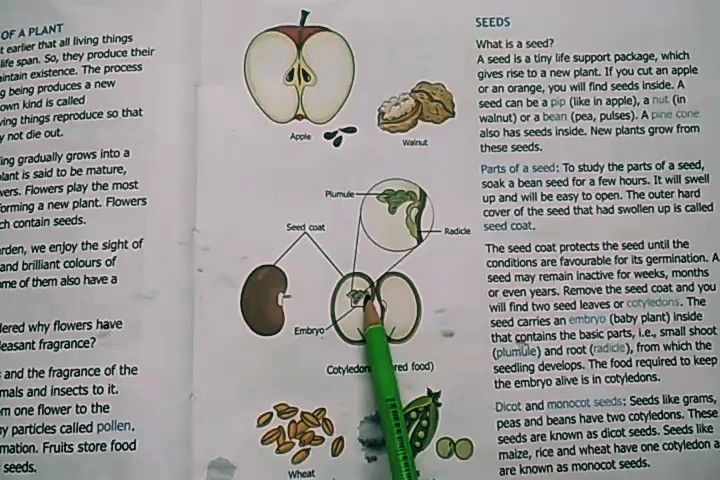 OF A PLANT
t earlier that all living things
life span. So, they produce their
aintain existence. The process
g being produces a new
own kind is called
ving things reproduce so that
y not die out.
ing gradually grows into a
plant is said to be mature,
wers. Flowers play the most
forming a new plant. Flowers
ch contain seeds.
arden, we enjoy the sight of
and brilliant colours of
ome of them also have a
dered why flowers have
leasant fragrance?
and the fragrance of the
mals and insects to it.
om one flower to the
y particles called pollen.
mation. Fruits store food
seeds.
Apple
Walnut
Plumule
Radicle
Seed coat
Embryo
Cotyledon red food)
Wheat
SEEDS
What is a seed?
A seed is a tiny life support package, which
gives rise to a new plant. If you cut an apple
or an orange, you will find seeds inside. A
seed can be a pip (like in apple), a nut (in
walnut) or a bean (pea, pulses). A pine cone
also has seeds inside. New plants grow from
these seeds.
Parts of a seed: To study the parts of a seed,
soak a bean seed for a few hours. It will swell
up and will be easy to open. The outer hard
cover of the seed that had swollen up is called
seed coat.
The seed coat protects the seed until the
conditions are favourable for its germination. A
seed may remain inactive for weeks, months
or even years. Remove the seed coat and you
will find two seed leaves or cotyledons. The
seed carries an embryo (baby plant) inside
that contains the basic parts, i.e., small shoot
(plumule) and root (radicle), from which the
seedling develops. The food required to keep
the embryo alive is in cotyledons.
Dicot and monocot seeds: Seeds like grams,
peas and beans have two cotyledons. These
seeds are known as dicot seeds. Seeds like
maize, rice and wheat have one cotyledon a
are known as monocot seeds.